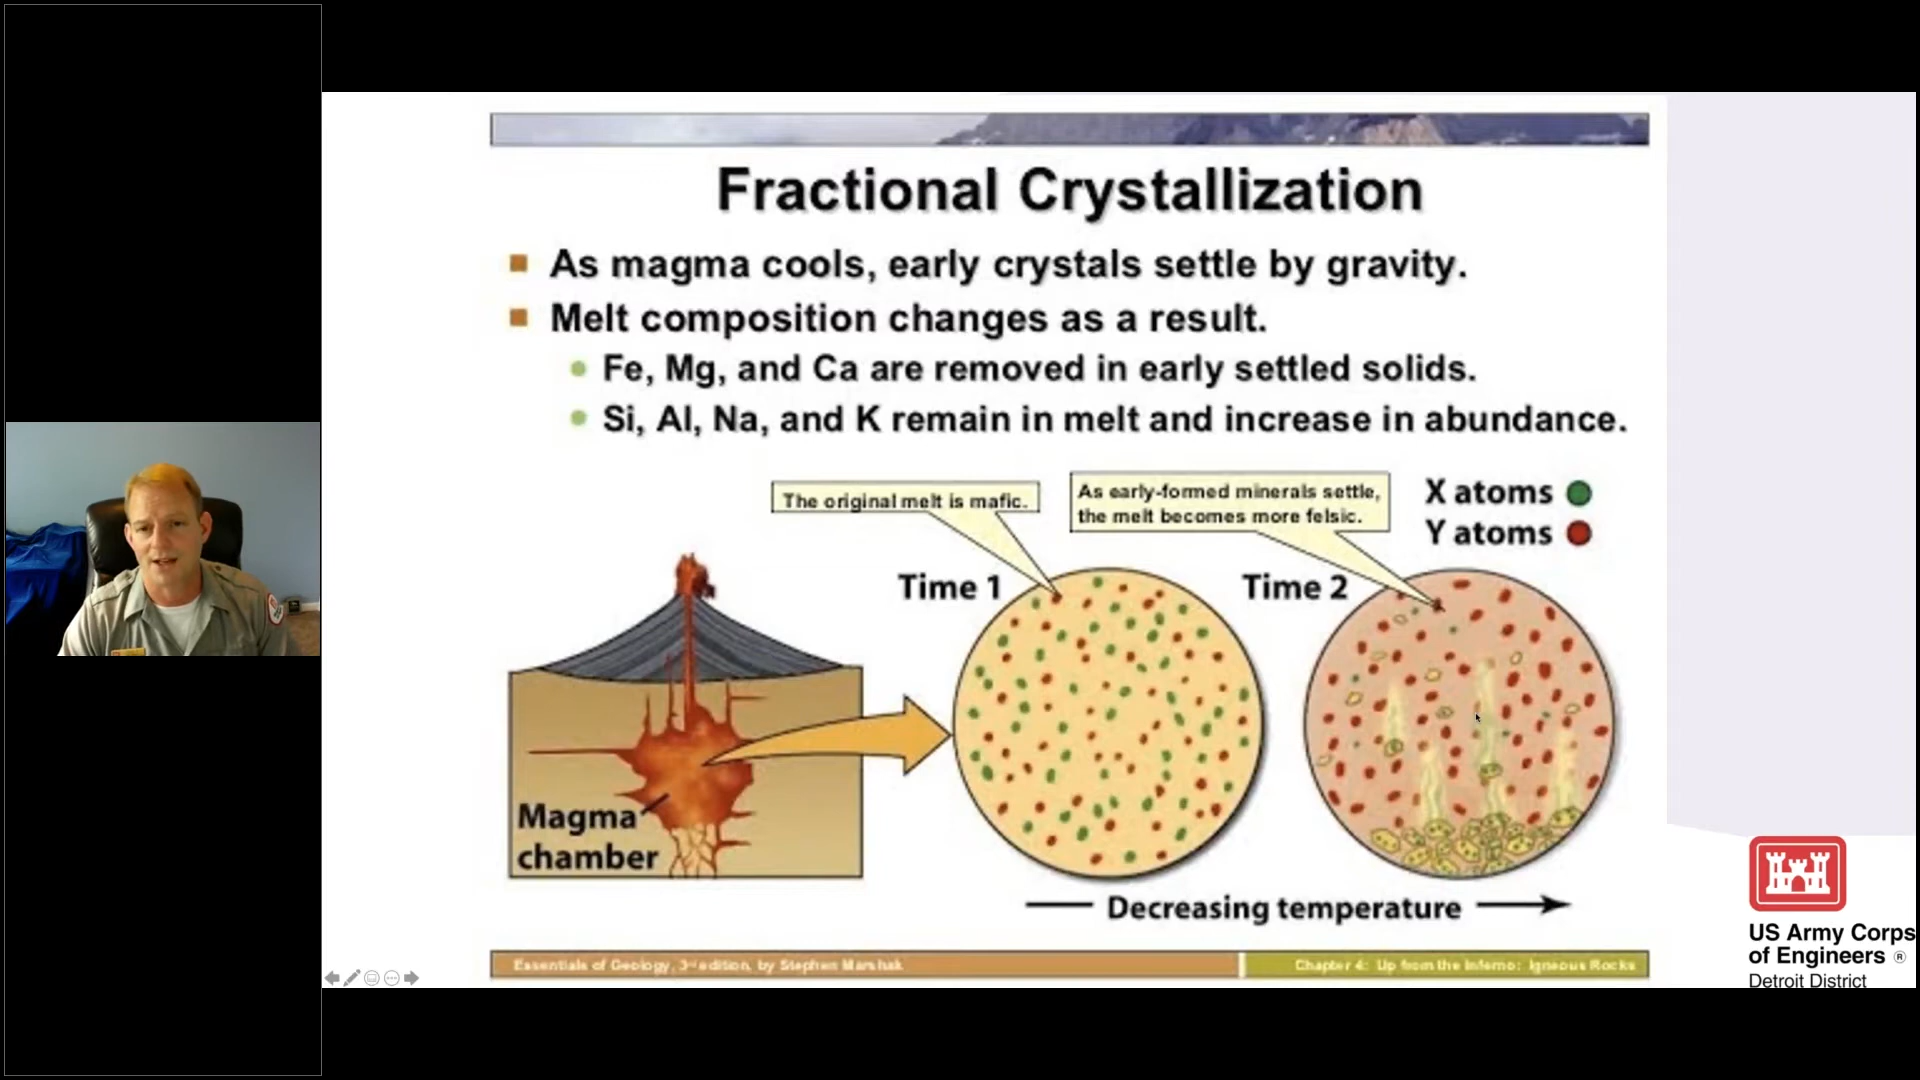 Fractional Crystallization
As magma cools, early crystals settle by gravity.
Melt composition changes as a result.
Fe, Mg, and Ca are removed in early settled solids.
Si, Al, Na, and K remain in melt and increase in abundance.
The original melt is mafic.
As early-formed minerals settle,
the melt becomes more felsic.
X atoms
Y atoms
Time 1
Time 2
Magma
chamber
Decreasing temperature
Essentials of Geology, 3rd edition, by Stephen Marshak
Chapter 4: Up from the Inferno: Igneous Rocks
US Army Corps
of Engineers ®
Detroit District